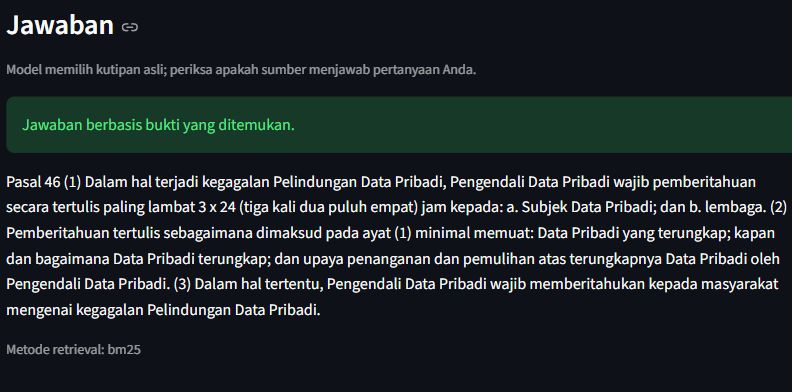 Jawaban
Model memilih kutipan asli; periksa apakah sumber menjawab pertanyaan Anda.
Jawaban berbasis bukti yang ditemukan.
Pasal 46 (1) Dalam hal terjadi kegagalan Pelindungan Data Pribadi, Pengendali Data Pribadi wajib pemberitahuan
secara tertulis paling lambat 3 x 24 (tiga kali dua puluh empat) jam kepada: a. Subjek Data Pribadi; dan b. lembaga. (2)
Pemberitahuan tertulis sebagaimana dimaksud pada ayat (1) minimal memuat: Data Pribadi yang terungkap; kapan
dan bagaimana Data Pribadi terungkap; dan upaya penanganan dan pemulihan atas terungkapnya Data Pribadi oleh
Pengendali Data Pribadi. (3) Dalam hal tertentu, Pengendali Data Pribadi wajib memberitahukan kepada masyarakat
mengenai kegagalan Pelindungan Data Pribadi.
Metode retrieval: bm25